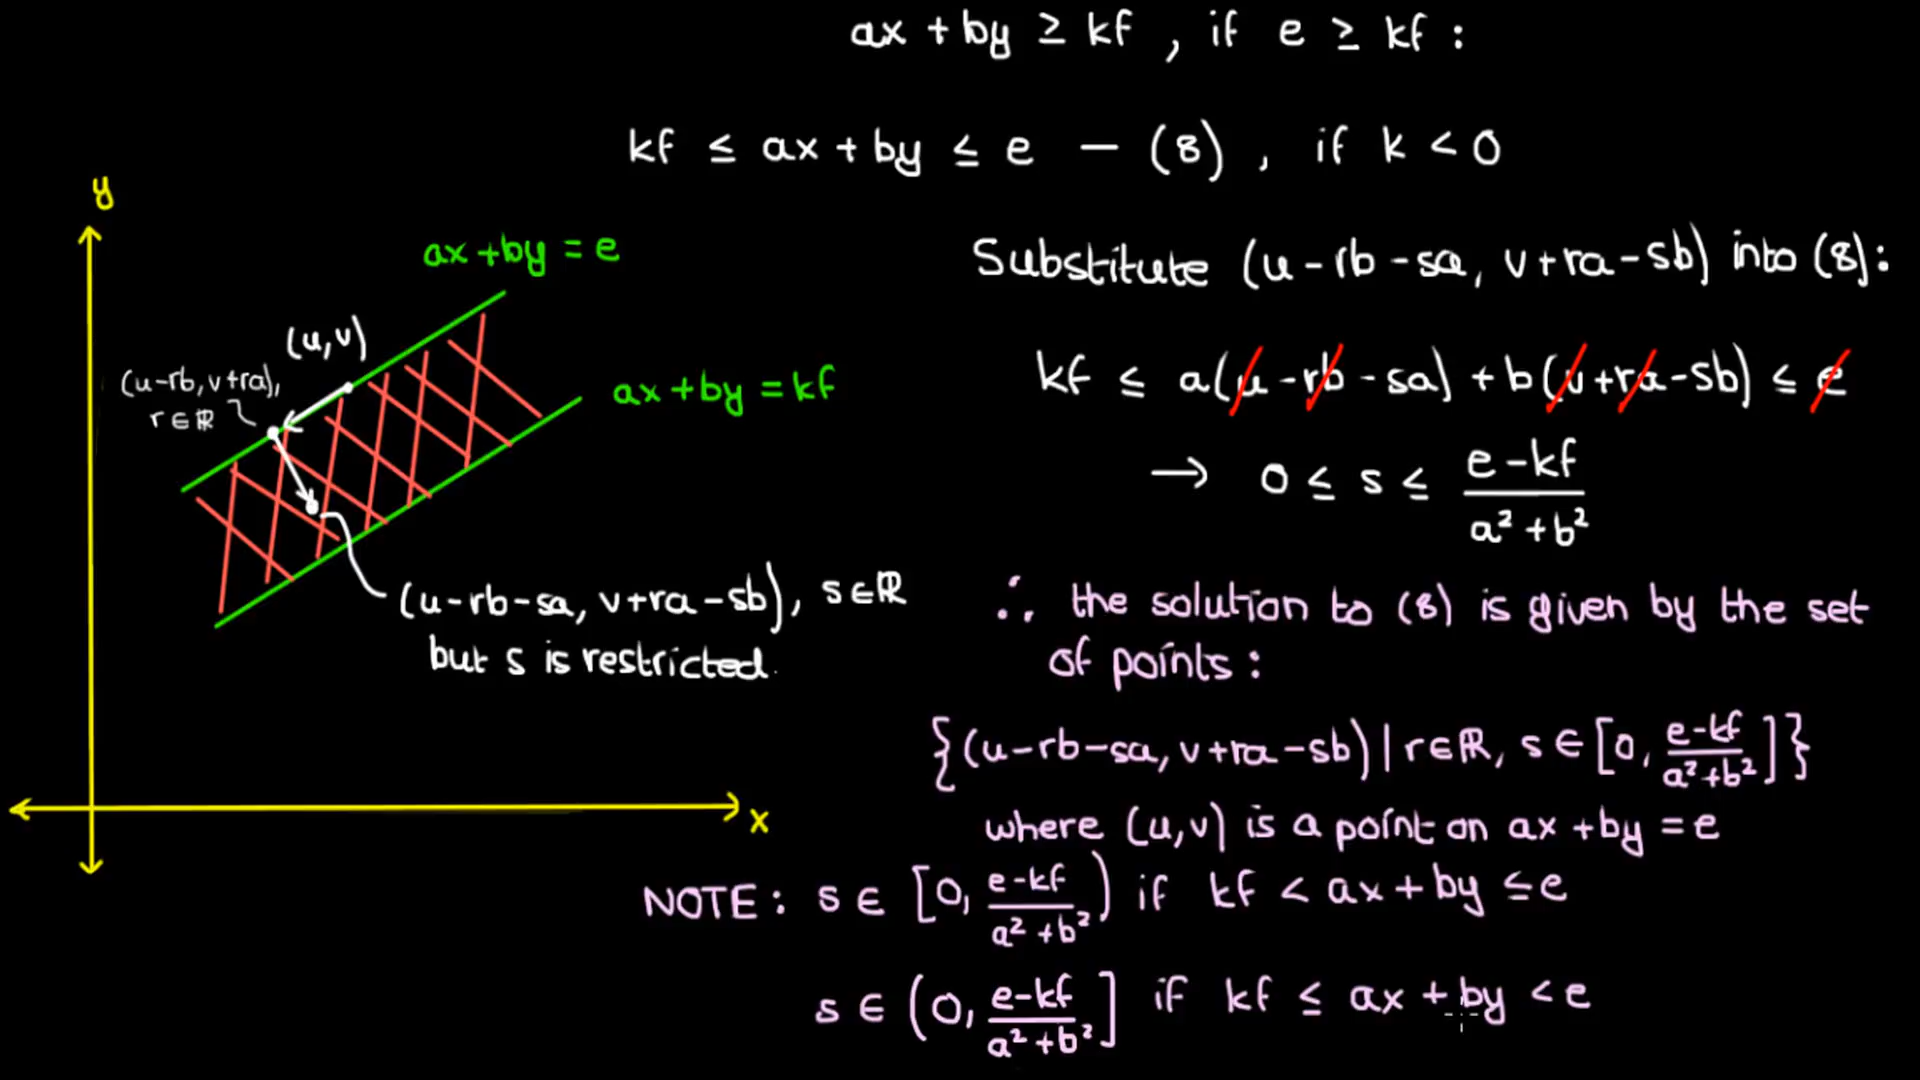 ax + by ≥ kf , if e ≥ kf :
kf ≤ ax + by ≤ e – (8) , if k < 0
y
ax + by = e
(u, v)
(u-rb, v+ra),
r ∈ ℝ
ax + by = kf
(u-rb-sa, v+ra-sb), s ∈ ℝ
but s is restricted.
x
Substitute (u-rb-sa, v+ra-sb) into (8):
kf ≤ a(u-rb-sa) + b(v+ra-sb) ≤ e
→ 0 ≤ s ≤ \frac{e-kf}{a²+b²}
∴ the solution to (8) is given by the set
of points:
{(u-rb-sa, v+ra-sb) | r ∈ ℝ, s ∈ [0, \frac{e-kf}{a²+b²}]}
where (u, v) is a point on ax + by = e
NOTE: s ∈ [0, \frac{e-kf}{a²+b²}) if kf < ax + by ≤ e
s ∈ (0, \frac{e-kf}{a²+b²}] if kf ≤ ax + by < e